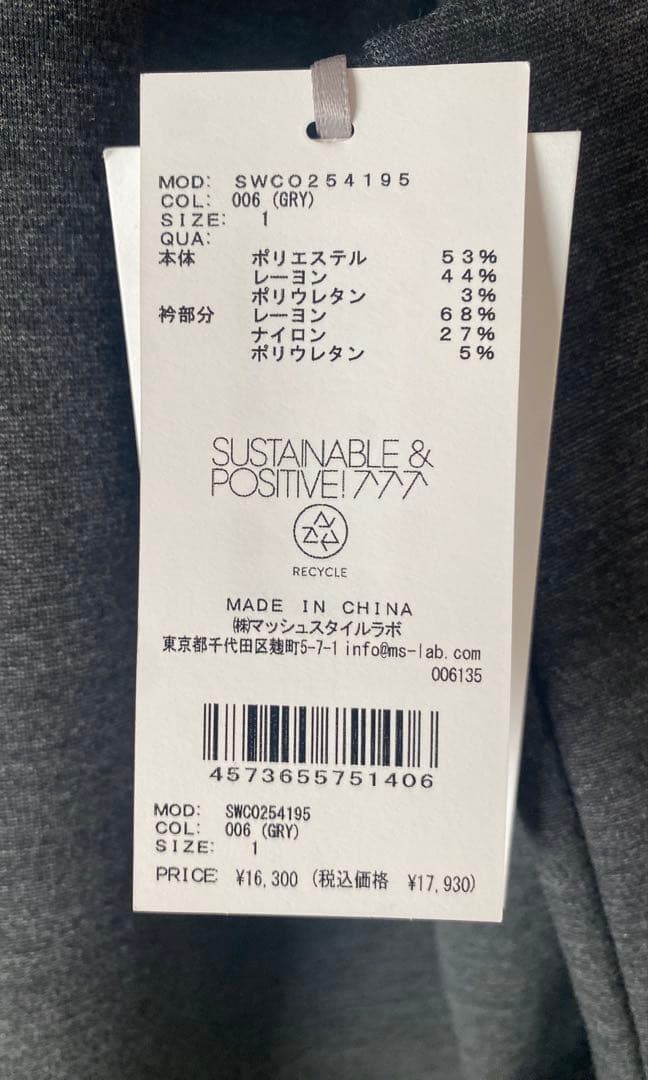 MOD: SWCO254195
COL: 006 (GRY)
SIZE: 1
QUA:
本体 ポリエステル 53%
レーヨン 44%
ポリウレタン 3%
衿部分 レーヨン 68%
ナイロン 27%
ポリウレタン 5%
SUSTAINABLE &
POSITIVE!
RECYCLE
MADE IN CHINA
㈱マッシュスタイルラボ
東京都千代田区麹町5-7-1 info@ms-lab.com
006135
4573655751406
MOD: SWCO254195
COL: 006 (GRY)
SIZE: 1
PRICE: ¥16,300 (税込価格 ¥17,930)